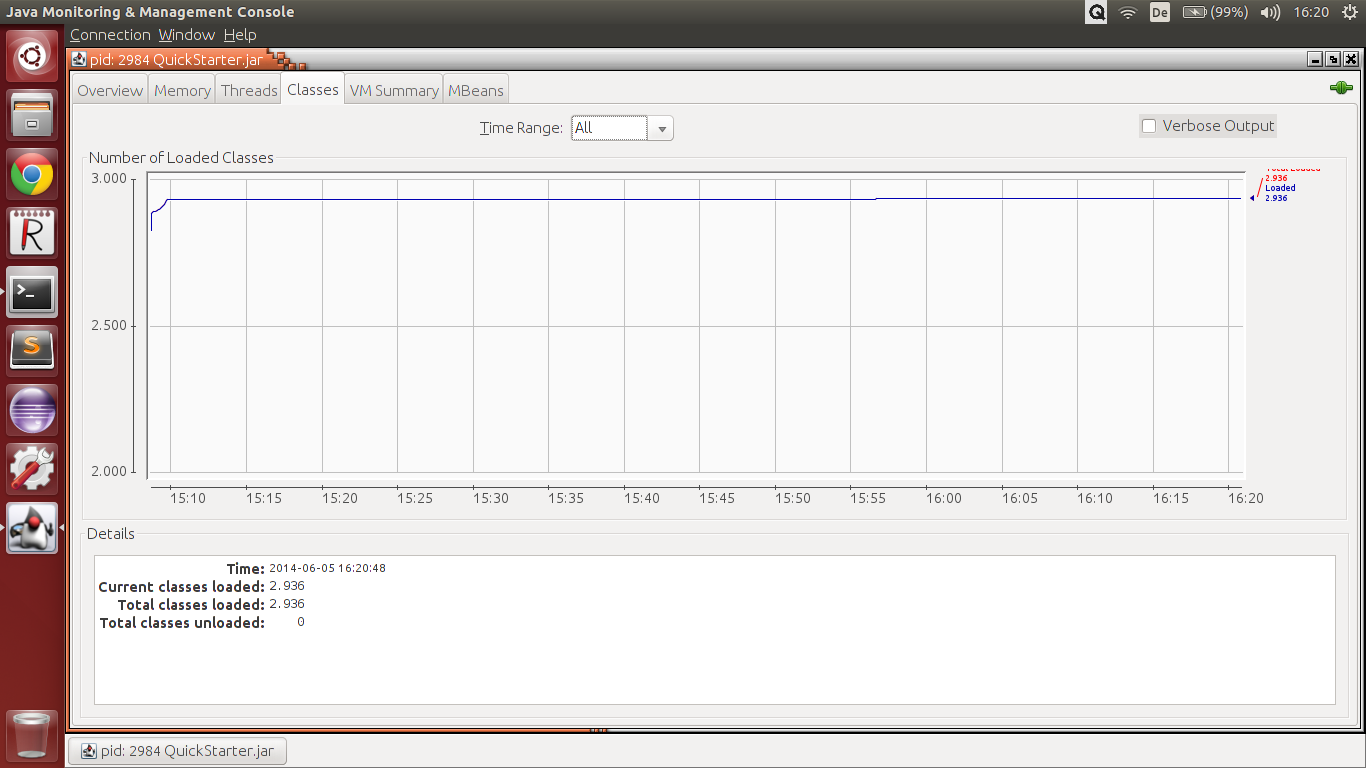 Java Monitoring & Management Console
De (99%) 16:20
Connection Window Help
pid: 2984 QuickStarter.jar
Overview Memory Threads Classes VM Summary MBeans
Time Range: All
Verbose Output
Number of Loaded Classes
3.000
2.500
2.000
Total Loaded
2.936
Loaded
2.936
15:10 15:15 15:20 15:25 15:30 15:35 15:40 15:45 15:50 15:55 16:00 16:05 16:10 16:15 16:20
Details
Time: 2014-06-05 16:20:48
Current classes loaded: 2.936
Total classes loaded: 2.936
Total classes unloaded: 0
pid: 2984 QuickStarter.jar